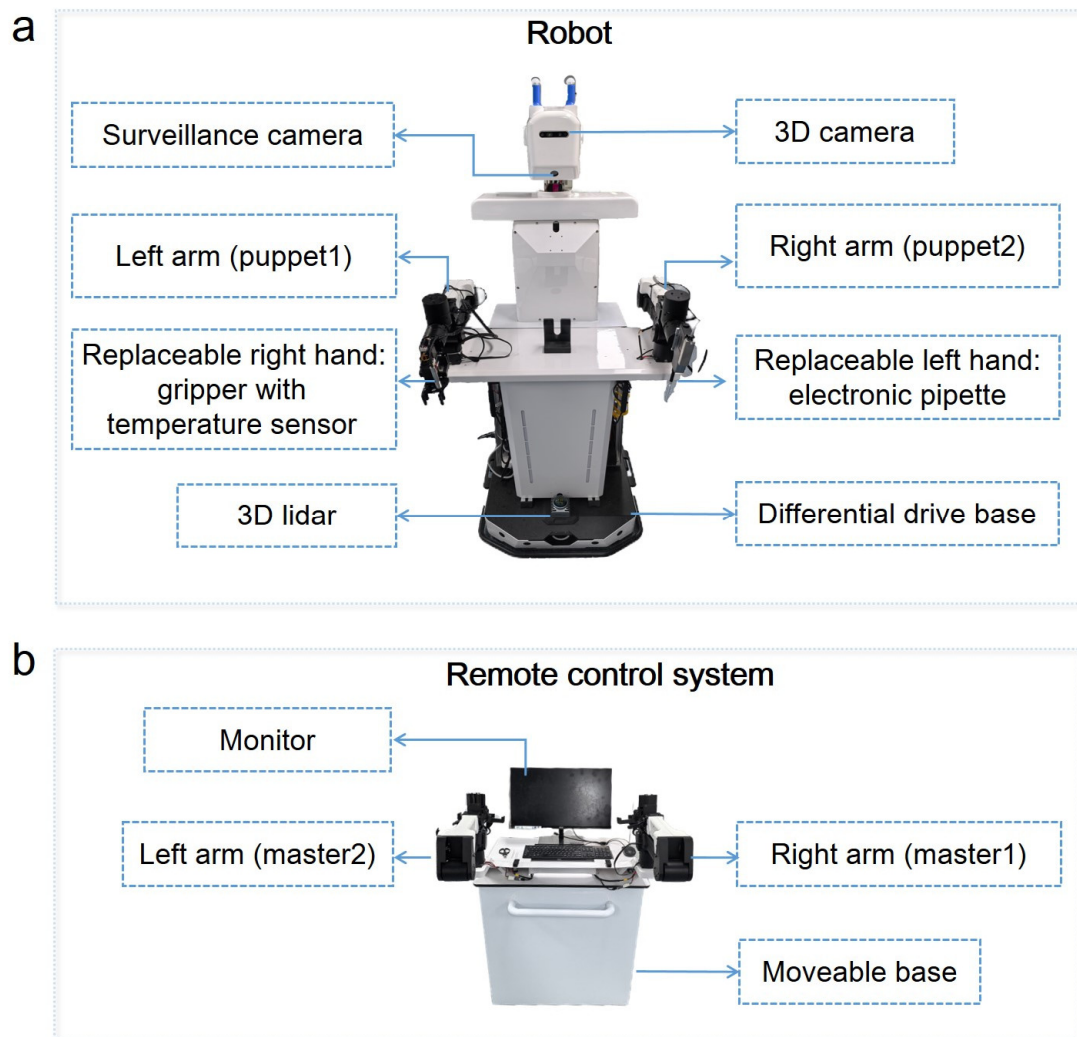 a
Robot
Surveillance camera
3D camera
Left arm (puppet1)
Right arm (puppet2)
Replaceable right hand:
gripper with
temperature sensor
Replaceable left hand:
electronic pipette
3D lidar
Differential drive base
b
Remote control system
Monitor
Left arm (master2)
Right arm (master1)
Moveable base